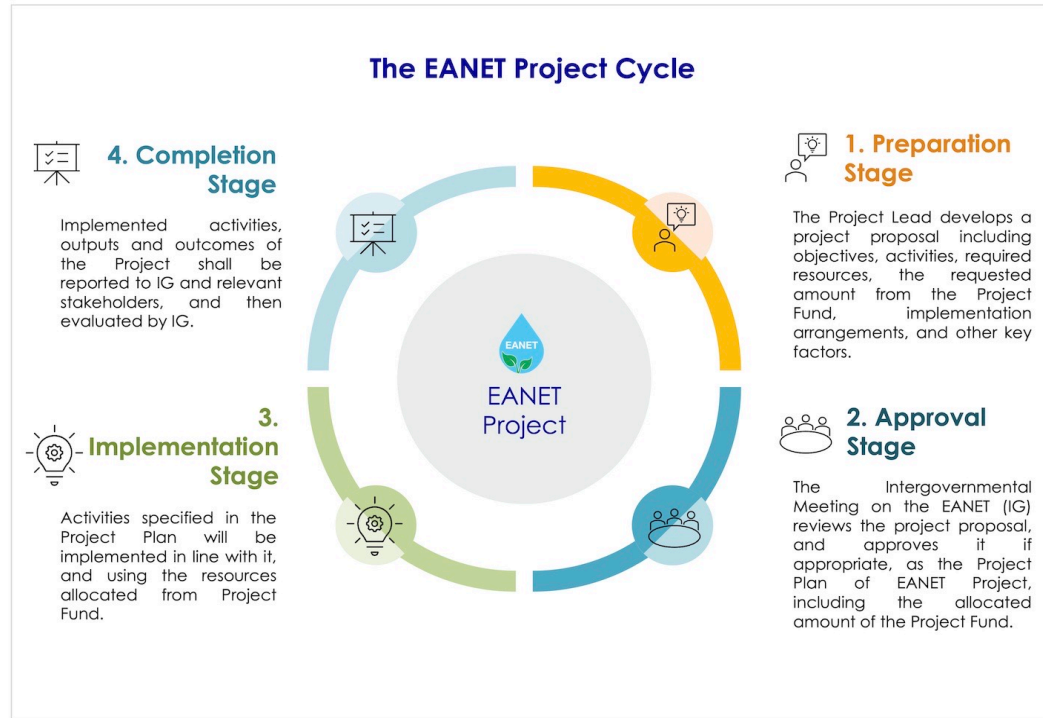 The EANET Project Cycle
1. Preparation
Stage
The Project Lead develops a
project proposal including
objectives, activities, required
resources, the requested
amount from the Project
Fund, implementation
arrangements, and other key
factors.
2. Approval
Stage
The Intergovernmental
Meeting on the EANET (IG)
reviews the project proposal,
and approves it if
appropriate, as the Project
Plan of EANET Project,
including the allocated
amount of the Project Fund.
3.
Implementation
Stage
Activities specified in the
Project Plan will be
implemented in line with it,
and using the resources
allocated from Project
Fund.
4. Completion
Stage
Implemented activities,
outputs and outcomes of
the Project shall be
reported to IG and relevant
stakeholders, and then
evaluated by IG.
EANET
EANET
Project